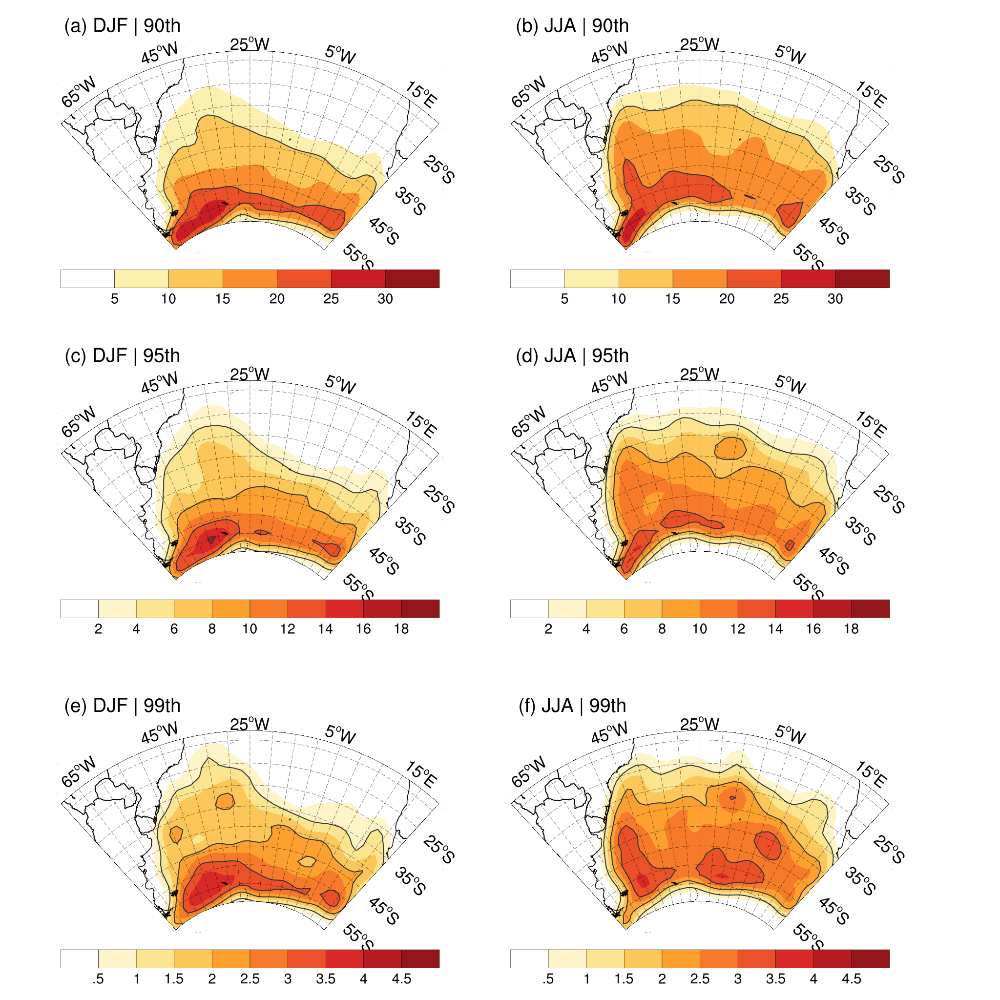 (a) DJF | 90th
65°W 45°W 25°W 5°W 15°E
25°S
35°S
45°S
55°S
5 10 15 20 25 30
(b) JJA | 90th
65°W 45°W 25°W 5°W 15°E
25°S
35°S
45°S
55°S
5 10 15 20 25 30
(c) DJF | 95th
65°W 45°W 25°W 5°W 15°E
25°S
35°S
45°S
55°S
2 4 6 8 10 12 14 16 18
(d) JJA | 95th
65°W 45°W 25°W 5°W 15°E
25°S
35°S
45°S
55°S
2 4 6 8 10 12 14 16 18
(e) DJF | 99th
65°W 45°W 25°W 5°W 15°E
25°S
35°S
45°S
55°S
.5 1 1.5 2 2.5 3 3.5 4 4.5
(f) JJA | 99th
65°W 45°W 25°W 5°W 15°E
25°S
35°S
45°S
55°S
.5 1 1.5 2 2.5 3 3.5 4 4.5